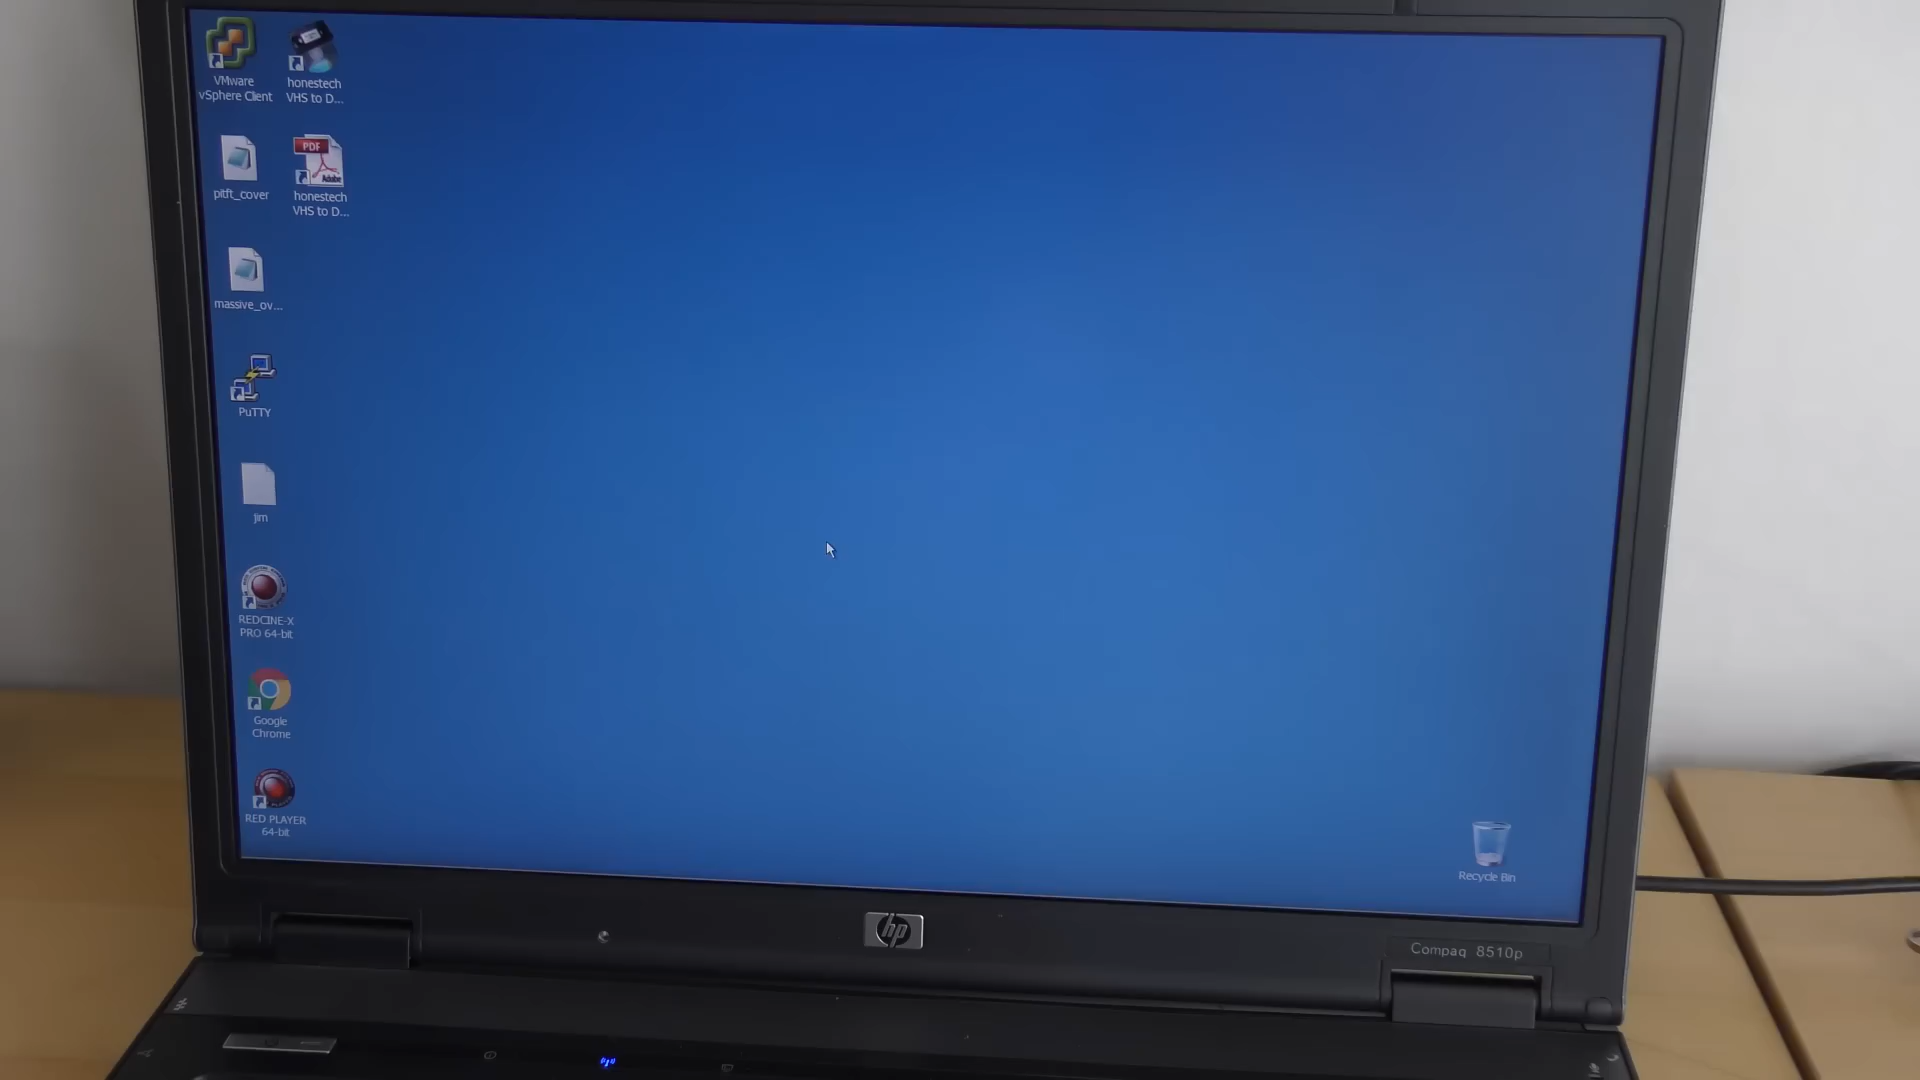 VMware
vSphere Client
honestech
VHS to D...
pitft_cover
PDF
Adobe
honestech
VHS to D...
massive_ov...
PuTTY
jim
REDCINE-X
PRO 64-bit
Google
Chrome
RED PLAYER
64-bit
Recycle Bin
hp
Compaq 8510p